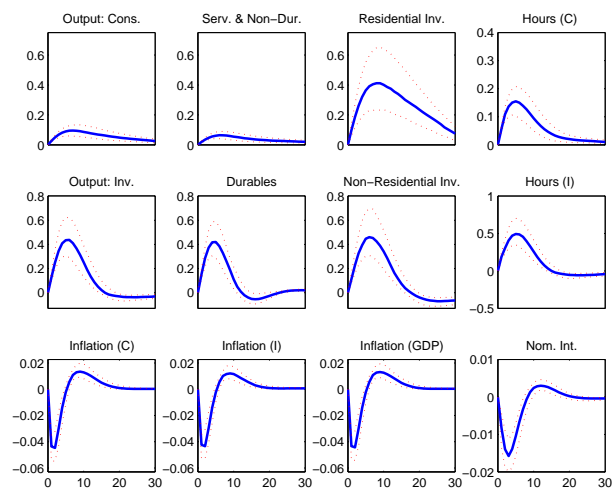 Output: Cons. Serv. & Non−Dur. Residential Inv. Hours (C)
0.6 0.6 0.6 0.4
0.3
0.4 0.4 0.4
0.2
0.2 0.2 0.2
0.1
0 0 0 0
Output: Inv. Durables Non−Residential Inv. Hours (I)
0.8 0.8 0.8 1
0.6 0.6 0.6
0.5
0.4 0.4 0.4
0.2 0.2 0.2 0
0 0 0
−0.5
Inflation (C) Inflation (I) Inflation (GDP) Nom. Int.
0.02 0.02 0.02 0.01
0 0 0 0
−0.02 −0.02 −0.02
−0.01
−0.04 −0.04 −0.04
−0.06 −0.06 −0.06 −0.02
0 10 20 30 0 10 20 30 0 10 20 30 0 10 20 30